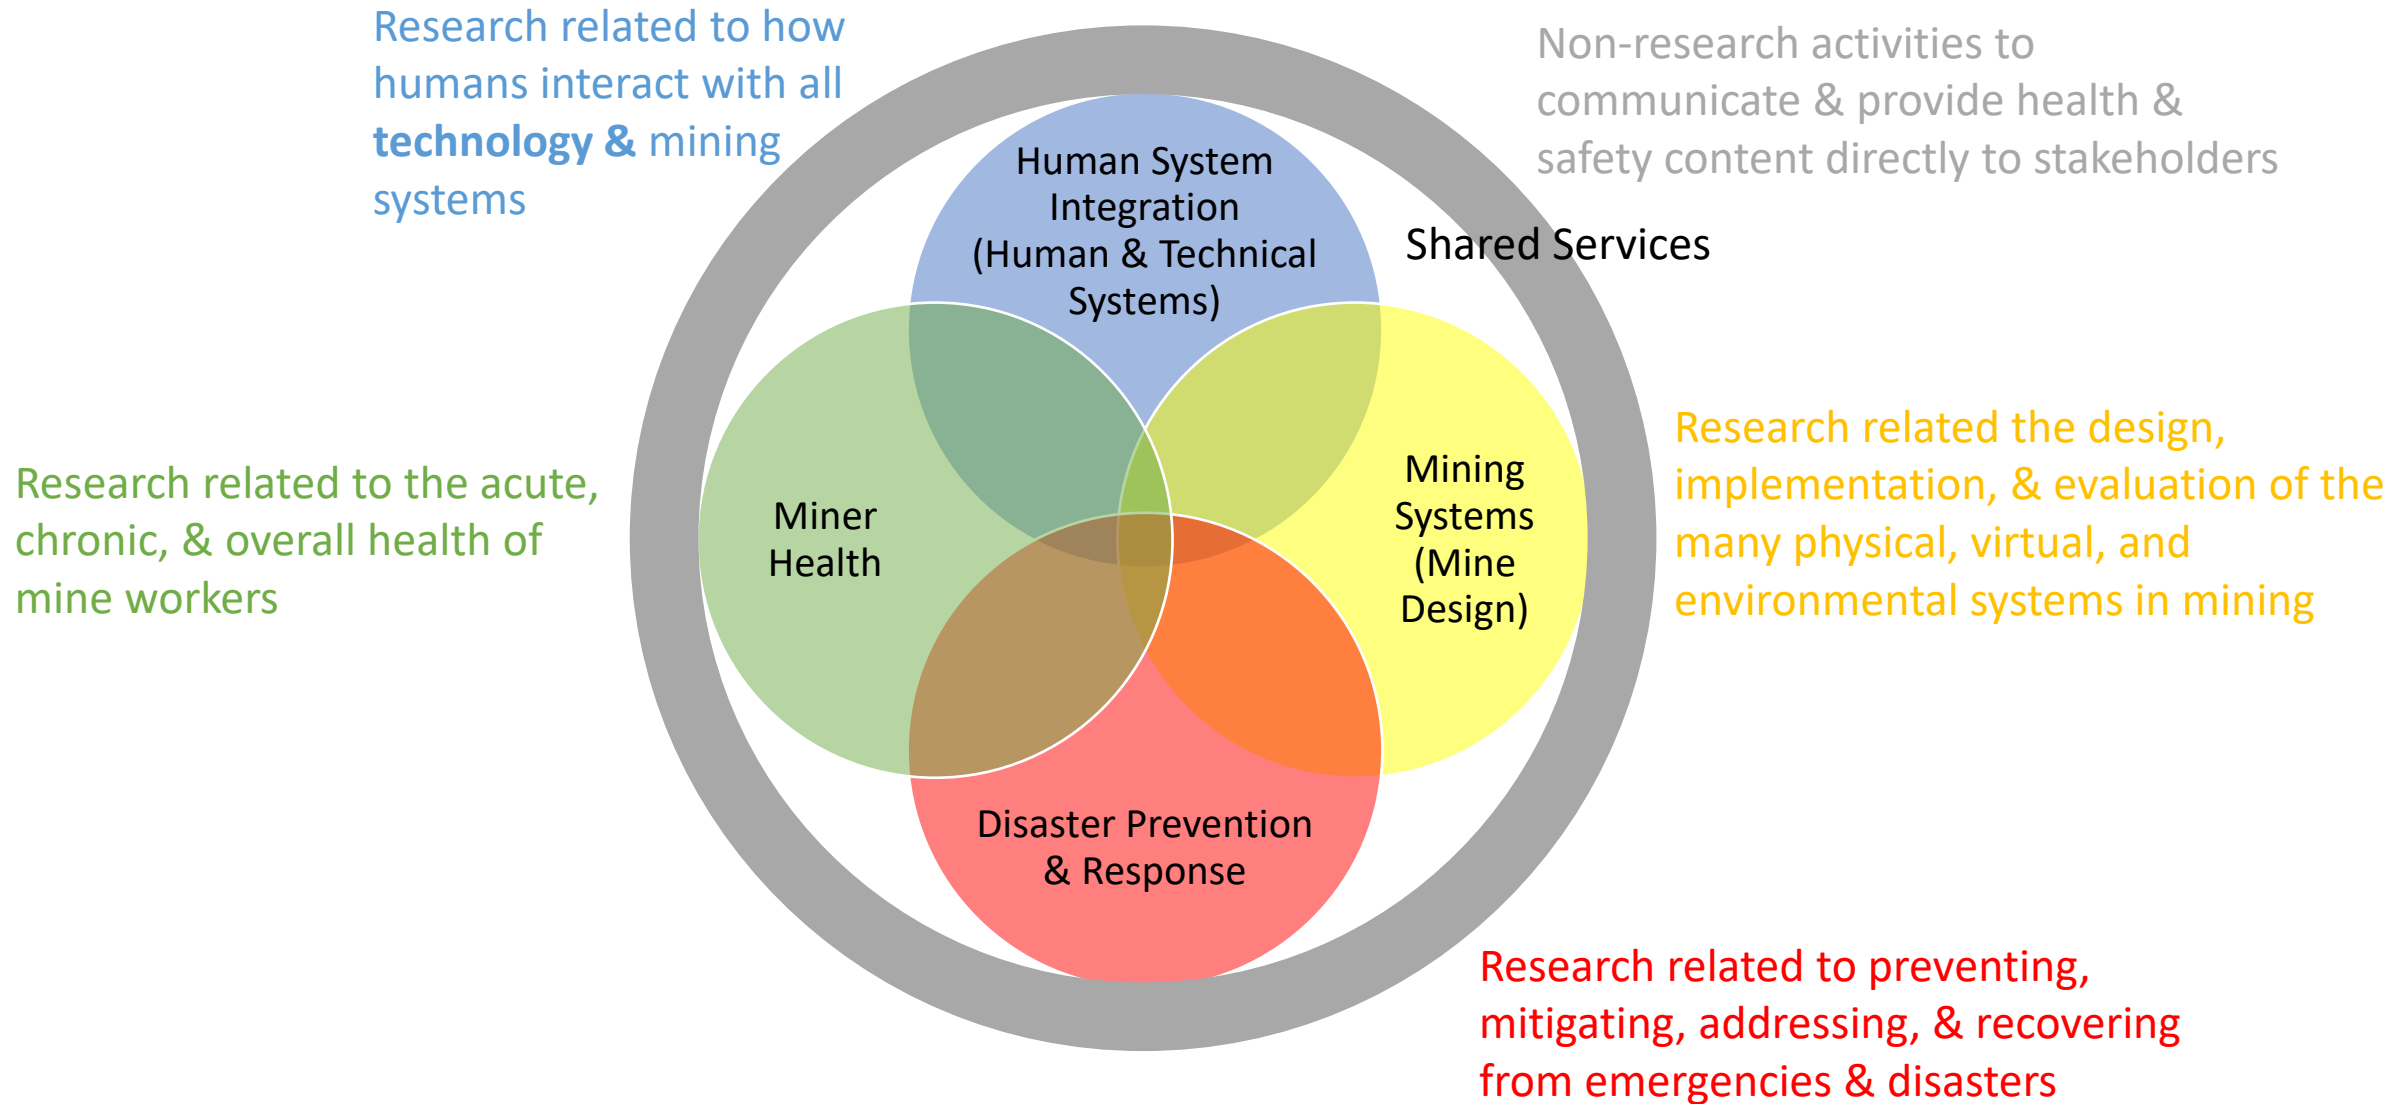 Research related to how
humans interact with all
technology & mining
systems
Non-research activities to
communicate & provide health &
safety content directly to stakeholders
Human System
Integration
(Human & Technical
Systems)
Shared Services
Research related to the acute,
chronic, & overall health of
mine workers
Miner
Health
Mining
Systems
(Mine
Design)
Research related the design,
implementation, & evaluation of the
many physical, virtual, and
environmental systems in mining
Disaster Prevention
& Response
Research related to preventing,
mitigating, addressing, & recovering
from emergencies & disasters